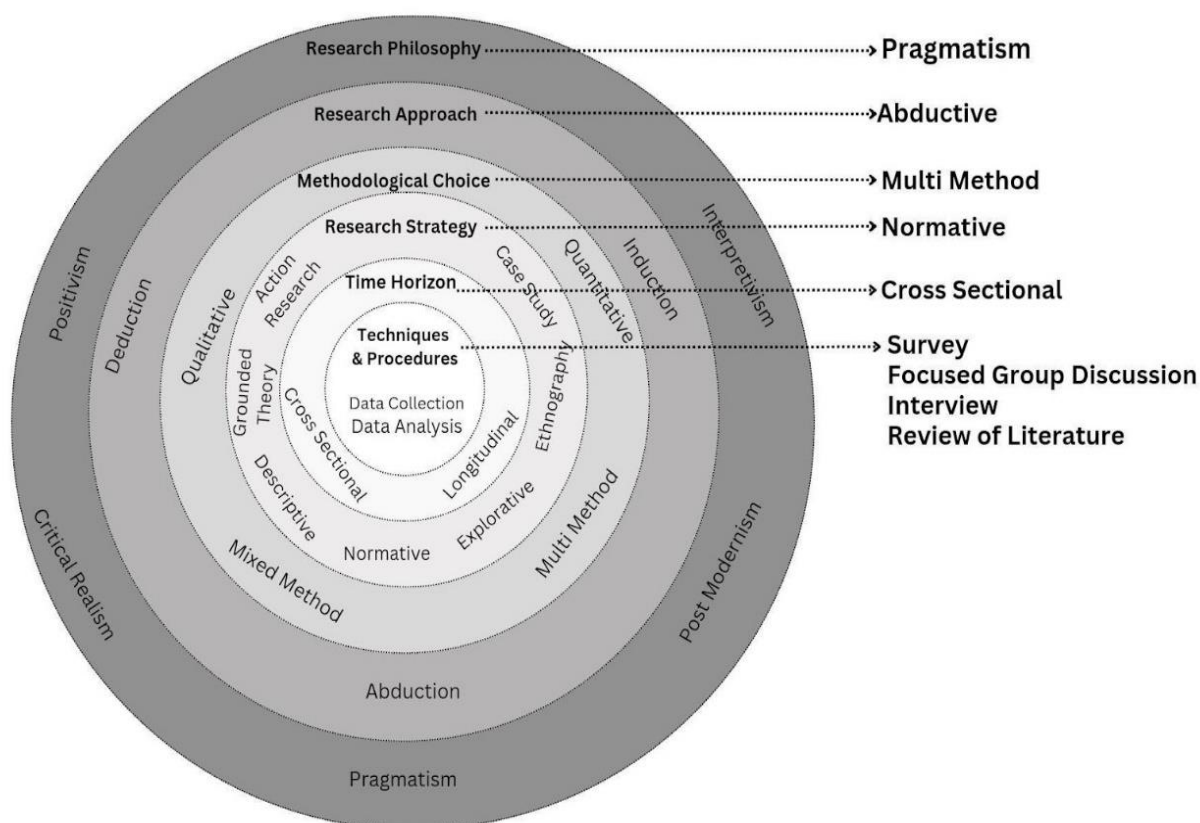 Research Philosophy
Pragmatism
Research Approach
Abductive
Methodological Choice
Multi Method
Research Strategy
Normative
Time Horizon
Cross Sectional
Techniques
& Procedures
Survey
Focused Group Discussion
Interview
Review of Literature
Data Collection
Data Analysis
Positivism
Interpretivism
Critical Realism
Post Modernism
Pragmatism
Deduction
Induction
Abduction
Qualitative
Quantitative
Mixed Method
Multi Method
Action
Research
Case Study
Grounded
Theory
Ethnography
Descriptive
Normative
Explorative
Cross Sectional
Longitudinal